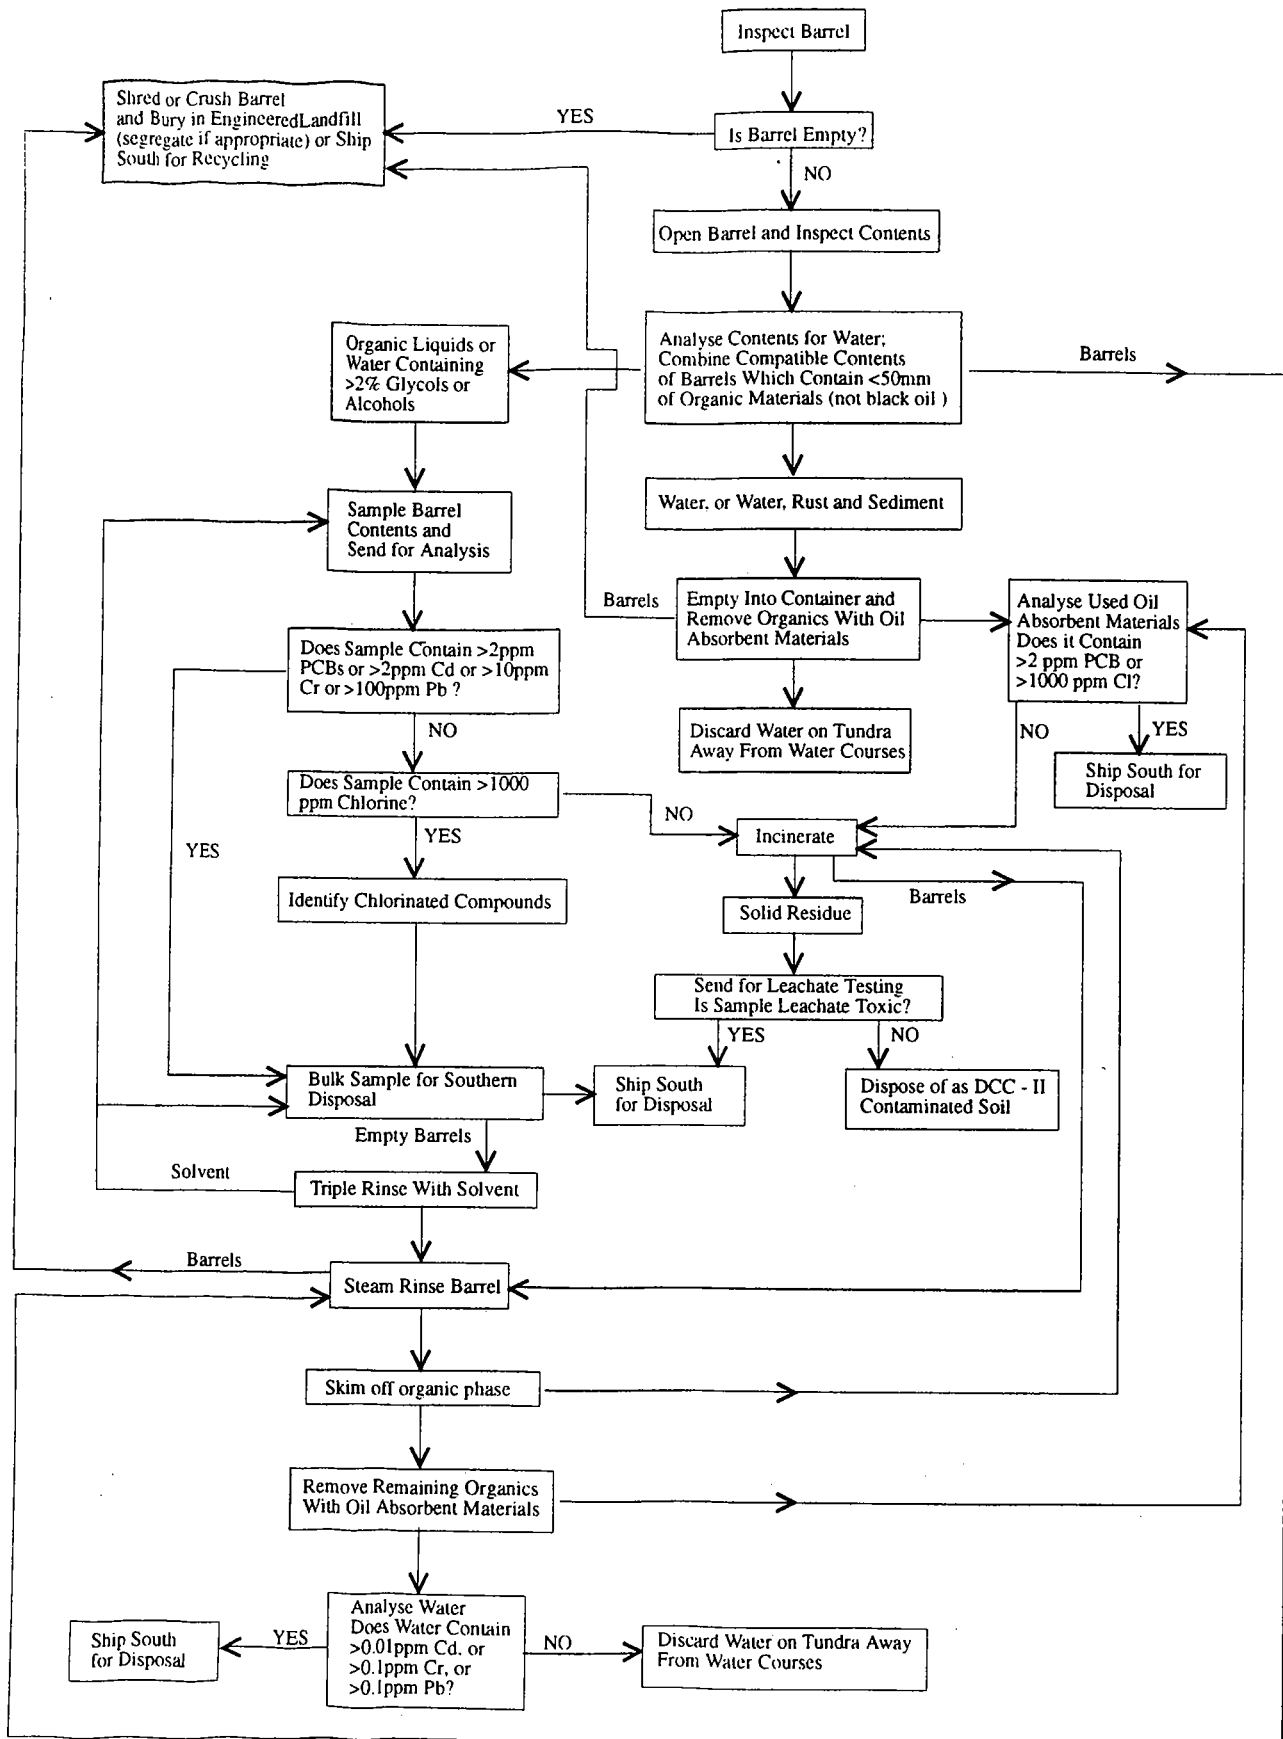 Inspect Barrel
Shred or Crush Barrel
and Bury in EngineeredLandfill
(segregate if appropriate) or Ship
South for Recycling
YES
Is Barrel Empty?
NO
Open Barrel and Inspect Contents
Organic Liquids or
Water Containing
>2% Glycols or
Alcohols
Analyse Contents for Water;
Combine Compatible Contents
of Barrels Which Contain <50mm
of Organic Materials (not black oil )
Barrels
Water, or Water, Rust and Sediment
Sample Barrel
Contents and
Send for Analysis
Barrels
Empty Into Container and
Remove Organics With Oil
Absorbent Materials
Analyse Used Oil
Absorbent Materials
Does it Contain
>2 ppm PCB or
>1000 ppm Cl?
Does Sample Contain >2ppm
PCBs or >2ppm Cd or >10ppm
Cr or >100ppm Pb ?
NO
Discard Water on Tundra
Away From Water Courses
NO
YES
Ship South for
Disposal
Does Sample Contain >1000
ppm Chlorine?
NO
YES
YES
Incinerate
Barrels
Identify Chlorinated Compounds
Solid Residue
Send for Leachate Testing
Is Sample Leachate Toxic?
YES
NO
Bulk Sample for Southern
Disposal
Ship South
for Disposal
Dispose of as DCC - II
Contaminated Soil
Empty Barrels
Solvent
Triple Rinse With Solvent
Barrels
Steam Rinse Barrel
Skim off organic phase
Remove Remaining Organics
With Oil Absorbent Materials
Analyse Water
Does Water Contain
>0.01ppm Cd, or
>0.1ppm Cr, or
>0.1ppm Pb?
YES
Ship South
for Disposal
NO
Discard Water on Tundra Away
From Water Courses